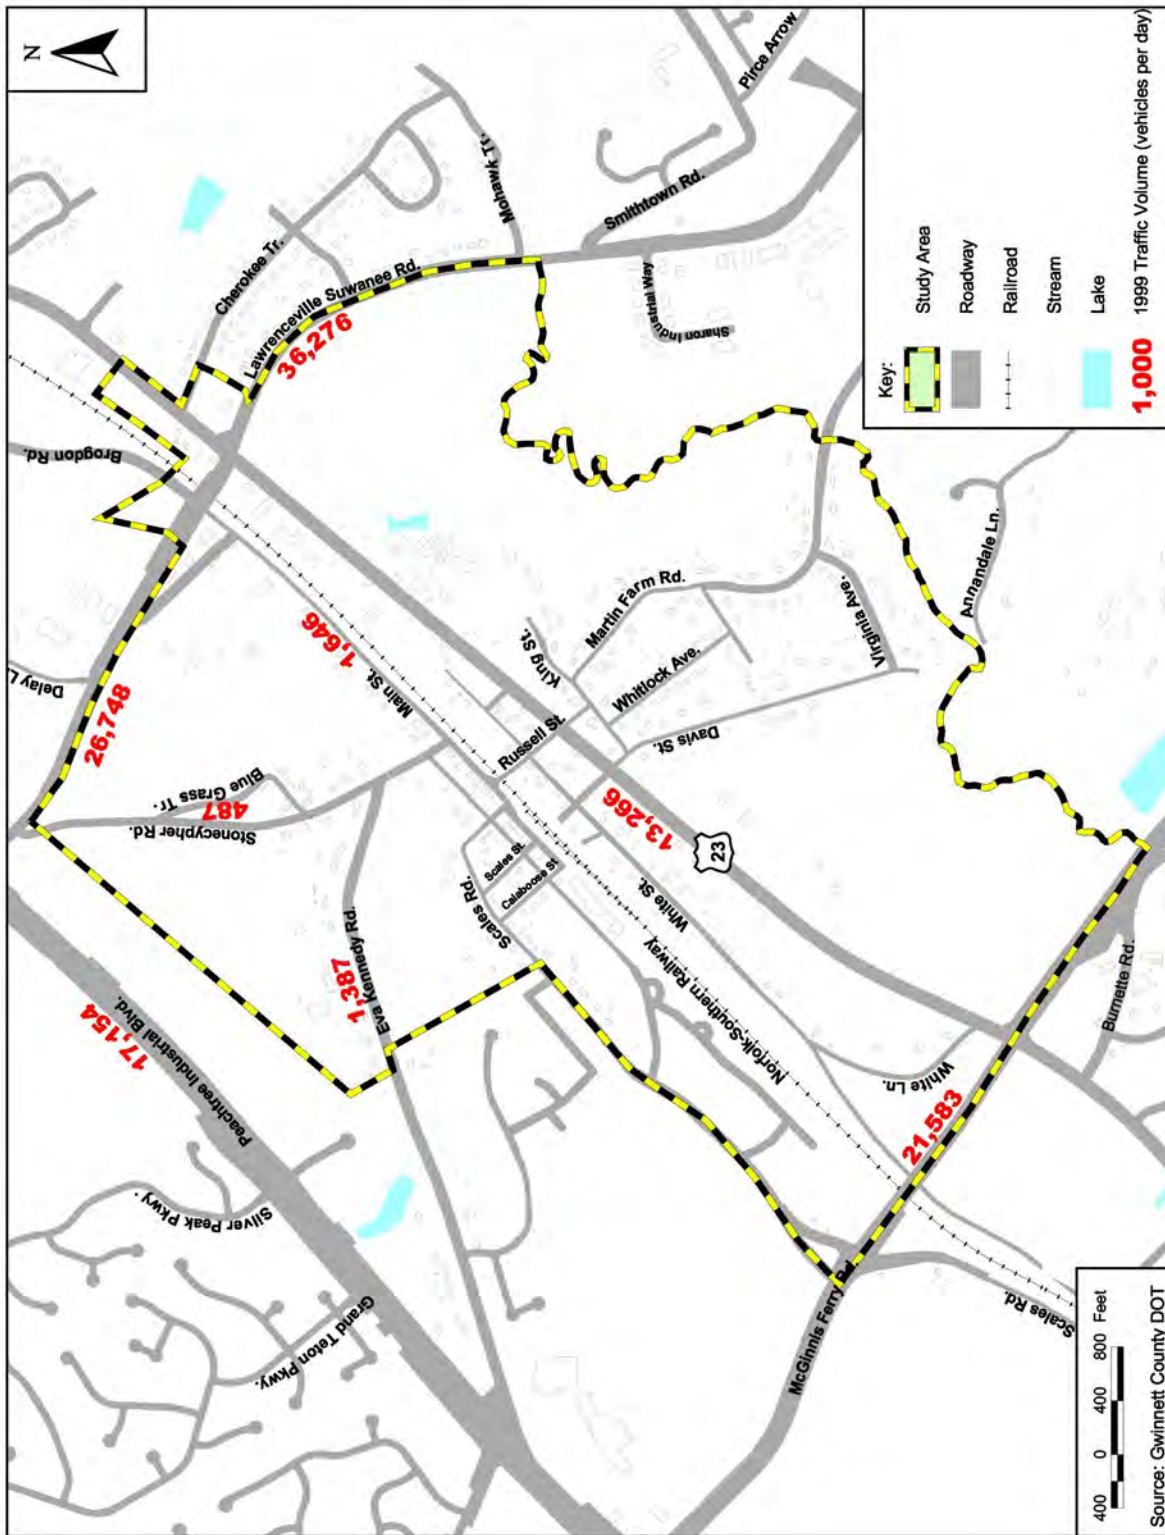 N
Brogdon Rd.
Delay L
Cherokee Tr.
Lawrenceville Suwanee Rd.
36,276
Mohawk Tr.
Pirce Arrow
Smithtown Rd.
Sharon Industrial Way
26,748
Blue Grass Tr.
487
Stonecypher Rd.
1,646
Main St.
King St.
Martin Farm Rd.
Russell St.
Whitlock Ave.
Virginia Ave.
Davis St.
Annandale Ln.
13,266
23
Scales St.
Calaboose St
Scales Rd.
White St.
Norfolk-Southern Railway
17,154
Peachtree Industrial Blvd.
Eva Kennedy Rd.
1,387
Silver Peak Pkwy.
Grand Teton Pkwy.
White Ln.
21,583
Burnette Rd.
McGinnis Ferry Rd.
Scales Rd.
Key:
Study Area
Roadway
Railroad
Stream
Lake
1,000 1999 Traffic Volume (vehicles per day)
400 0 400 800 Feet
Source: Gwinnett County DOT